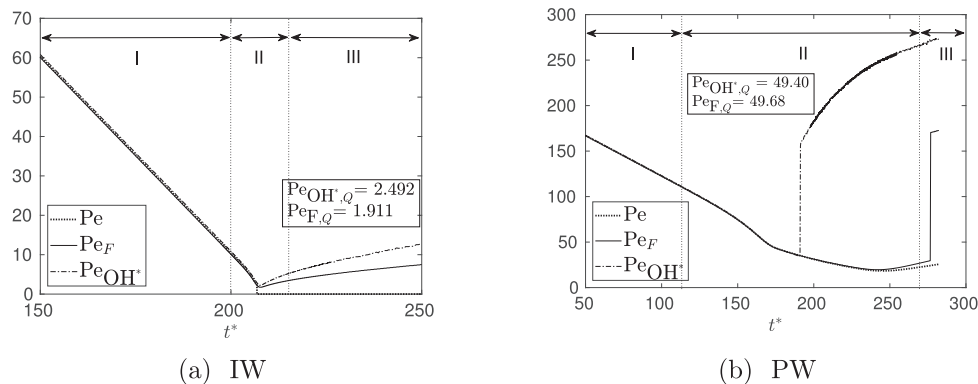 70
60
50
40
30
20
10
0
I
II
III
Pe_OH*,Q = 2.492
Pe_F,Q = 1.911
Pe
Pe_F
Pe_OH*
150
200
250
t*
(a) IW
300
250
200
150
100
50
0
I
II
III
Pe_OH*,Q = 49.40
Pe_F,Q = 49.68
Pe
Pe_F
Pe_OH*
50
100
150
200
250
300
t*
(b) PW